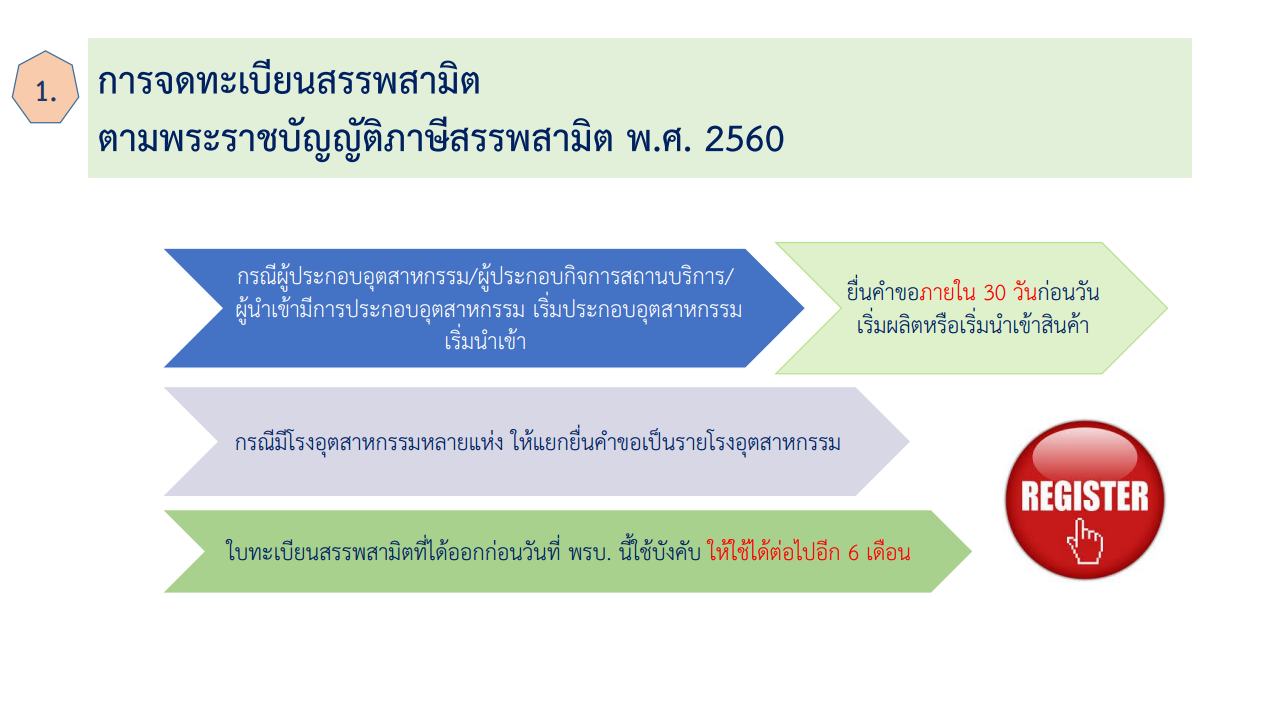 1.
การจดทะเบียนสรรพสามิต
ตามพระราชบัญญัติภาษีสรรพสามิต พ.ศ. 2560
กรณีผู้ประกอบอุตสาหกรรม/ผู้ประกอบกิจการสถานบริการ/
ผู้นำเข้ามีการประกอบอุตสาหกรรม เริ่มประกอบอุตสาหกรรม
เริ่มนำเข้า
ยื่นคำขอภายใน 30 วันก่อนวัน
เริ่มผลิตหรือเริ่มนำเข้าสินค้า
กรณีมีโรงอุตสาหกรรมหลายแห่ง ให้แยกยื่นคำขอเป็นรายโรงอุตสาหกรรม
REGISTER
ใบทะเบียนสรรพสามิตที่ได้ออกก่อนวันที่ พรบ. นี้ใช้บังคับ ให้ใช้ได้ต่อไปอีก 6 เดือน